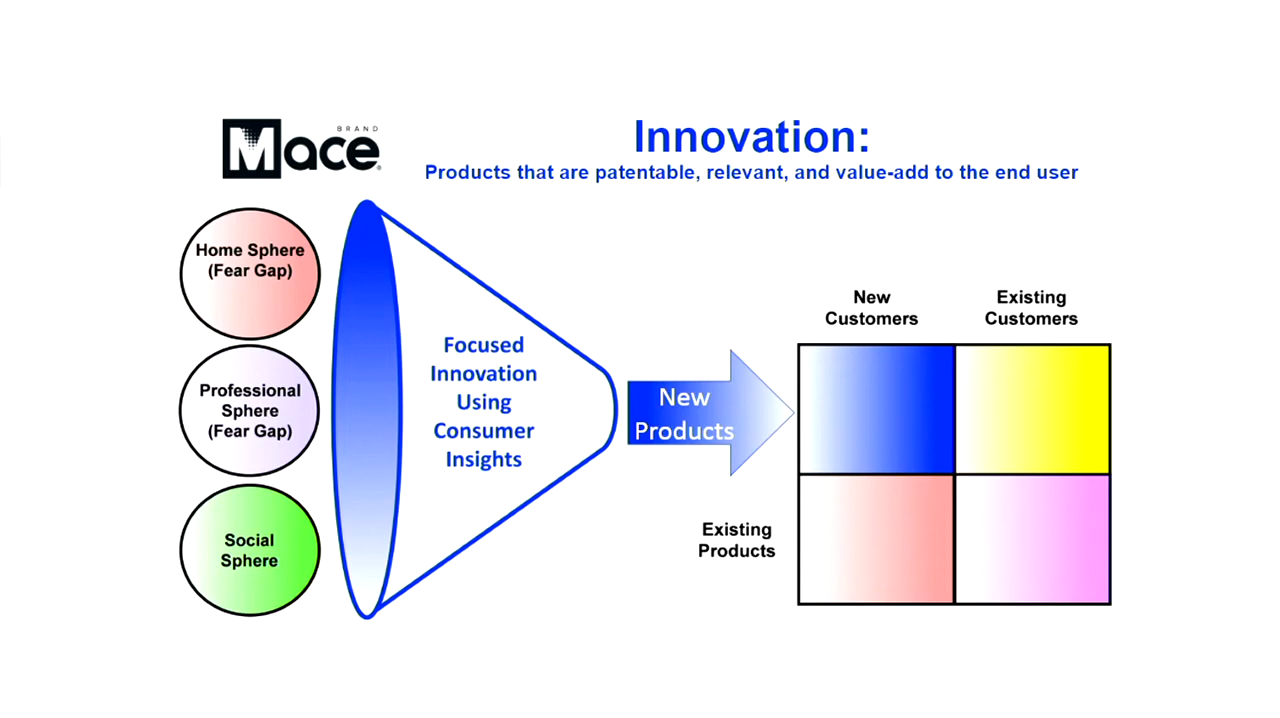 BRAND
Mace®
Innovation:
Products that are patentable, relevant, and value-add to the end user
Home Sphere
(Fear Gap)
Professional
Sphere
(Fear Gap)
Social
Sphere
Focused
Innovation
Using
Consumer
Insights
New
Products
New
Customers
Existing
Customers
Existing
Products